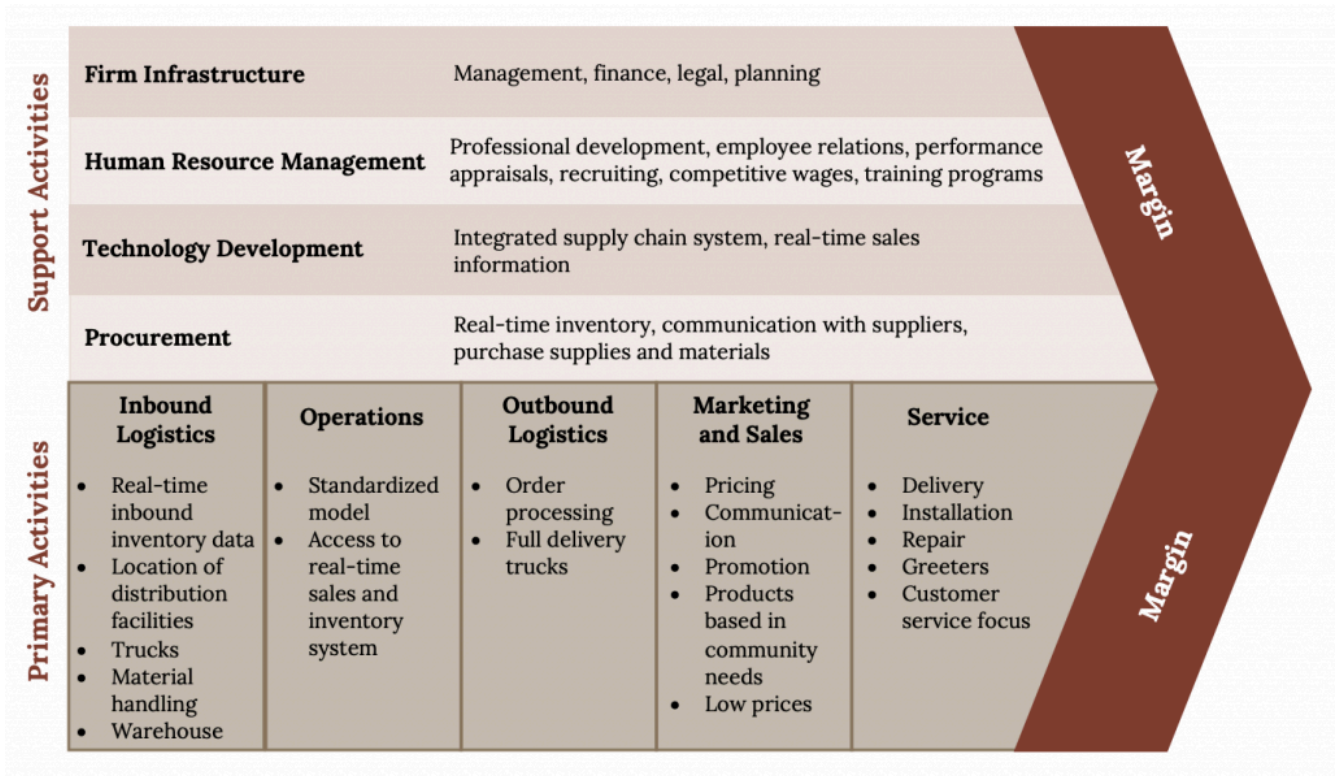 Support Activities
Firm Infrastructure
Management, finance, legal, planning
Human Resource Management
Professional development, employee relations, performance
appraisals, recruiting, competitive wages, training programs
Technology Development
Integrated supply chain system, real-time sales
information
Procurement
Real-time inventory, communication with suppliers,
purchase supplies and materials
Margin
Primary Activities
Inbound
Logistics
• Real-time
inbound
inventory data
• Location of
distribution
facilities
• Trucks
• Material
handling
• Warehouse
Operations
• Standardized
model
• Access to
real-time
sales and
inventory
system
Outbound
Logistics
• Order
processing
• Full delivery
trucks
Marketing
and Sales
• Pricing
• Communicat-
ion
• Promotion
• Products
based in
community
needs
• Low prices
Service
• Delivery
• Installation
• Repair
• Greeters
• Customer
service focus
Margin